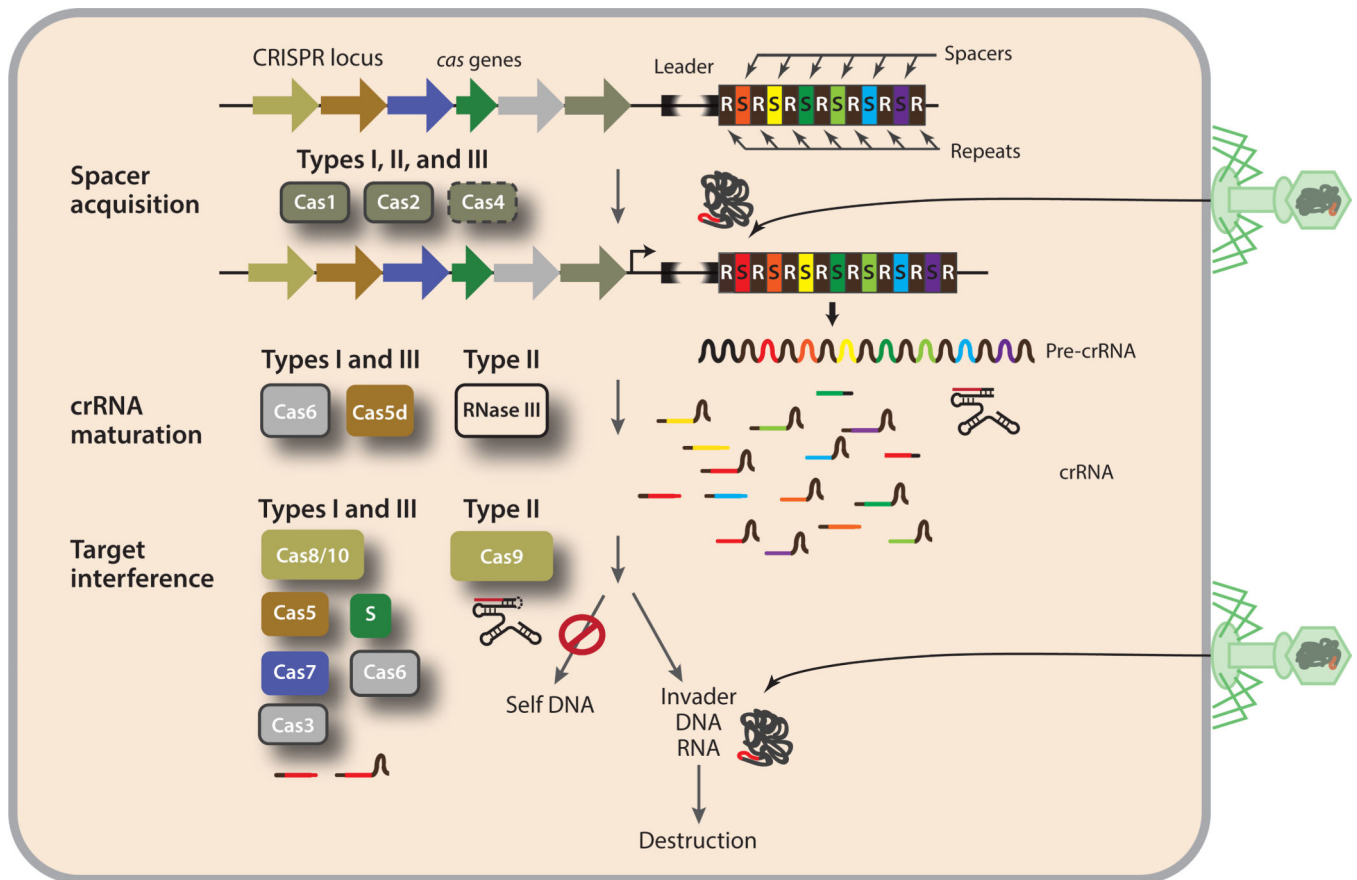 CRISPR locus
cas genes
Leader
Spacers
R S R S R S R S R S R S R
Repeats
Spacer
acquisition
Types I, II, and III
Cas1
Cas2
Cas4
R S R S R S R S R S R S R S R
Pre-crRNA
crRNA
maturation
Types I and III
Cas6
Cas5d
Type II
RNase III
crRNA
Target
interference
Types I and III
Cas8/10
Cas5
S
Cas7
Cas6
Cas3
Type II
Cas9
Self DNA
Invader
DNA
RNA
Destruction